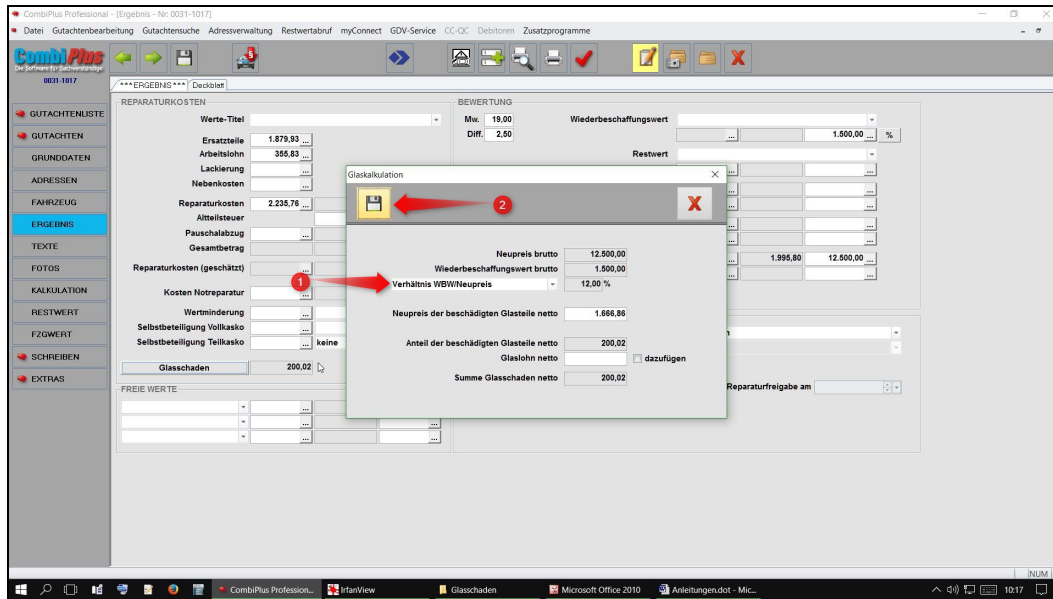 CombiPlus Professional - [Ergebnis - Nr: 0031-1017]
Datei Gutachtenbearbeitung Gutachtensuche Adressverwaltung Restwertabruf myConnect GDV-Service CC-QC Debitoren Zusatzprogramme
CombiPlus
Die Software für Sachverständige
5
0031-1017
***ERGEBNIS*** Deckblatt
GUTACHTENLISTE
GUTACHTEN
GRUNDDATEN
ADRESSEN
FAHRZEUG
ERGEBNIS
TEXTE
FOTOS
KALKULATION
RESTWERT
FZGWERT
SCHREIBEN
EXTRAS
REPARATURKOSTEN
Werte-Titel
Ersatzteile 1.879,93 ...
Arbeitslohn 355,83 ...
Lackierung ...
Nebenkosten ...
Reparaturkosten 2.235,76 ...
Altteilsteuer
Pauschalabzug ...
Gesamtbetrag
Reparaturkosten (geschätzt) ...
Kosten Notreparatur ...
Wertminderung ...
Selbstbeteiligung Vollkasko ...
Selbstbeteiligung Teilkasko ... keine
Glasschaden 200,02
FREIE WERTE
...
...
...
...
...
BEWERTUNG
Mw. 19,00 Wiederbeschaffungswert
Diff. 2,50 ... 1.500,00 ... %
Restwert
... ...
... ...
... ...
... ...
... ...
... 1.995,80 12.500,00 ...
... ...
n
Reparaturfreigabe am
Glaskalkulation
X
2
Neupreis brutto 12.500,00
Wiederbeschaffungswert brutto 1.500,00
1
Verhältnis WBW/Neupreis 12,00 %
Neupreis der beschädigten Glasteile netto 1.666,86
Anteil der beschädigten Glasteile netto 200,02
Glaslohn netto dazufügen
Summe Glasschaden netto 200,02
NUM
CombiPlus Profession... IrfanView Glasschaden Microsoft Office 2010 Anleitungen.dot - Mic... 10:17